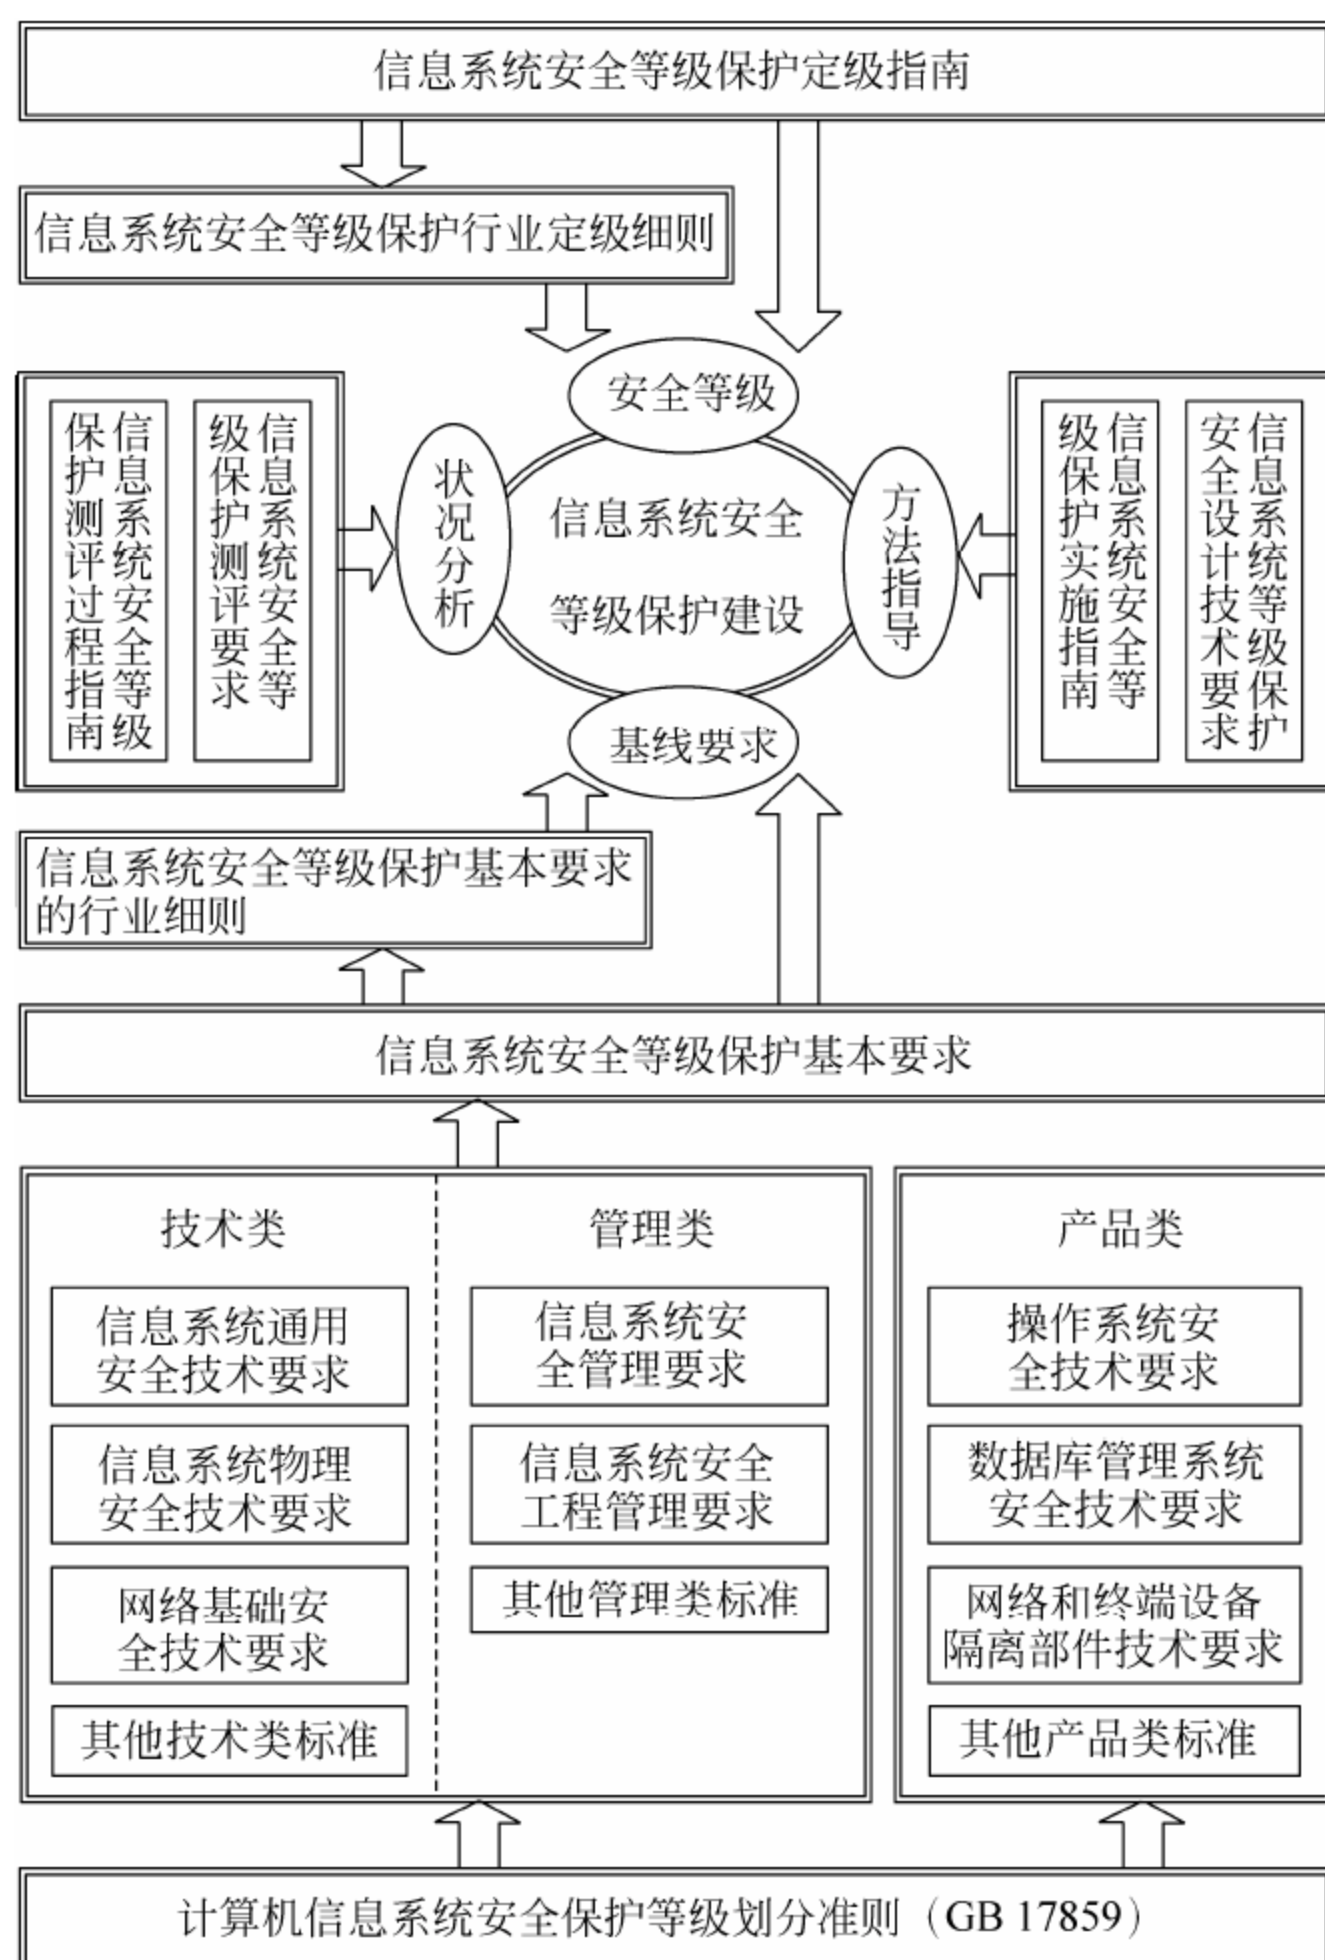 信息系统安全等级保护定级指南
信息系统安全等级保护行业定级细则
安全等级
信息系统安全等级
保护测评过程指南
信息系统安全等
级保护测评要求
状况分析
信息系统安全
等级保护建设
方法指导
信息系统安全等
级保护实施指南
信息系统等级保护
安全设计技术要求
基线要求
信息系统安全等级保护基本要求
的行业细则
信息系统安全等级保护基本要求
技术类
信息系统通用
安全技术要求
信息系统物理
安全技术要求
网络基础安
全技术要求
其他技术类标准
管理类
信息系统安
全管理要求
信息系统安全
工程管理要求
其他管理类标准
产品类
操作系统安
全技术要求
数据库管理系统
安全技术要求
网络和终端设备
隔离部件技术要求
其他产品类标准
计算机信息系统安全保护等级划分准则（GB 17859）